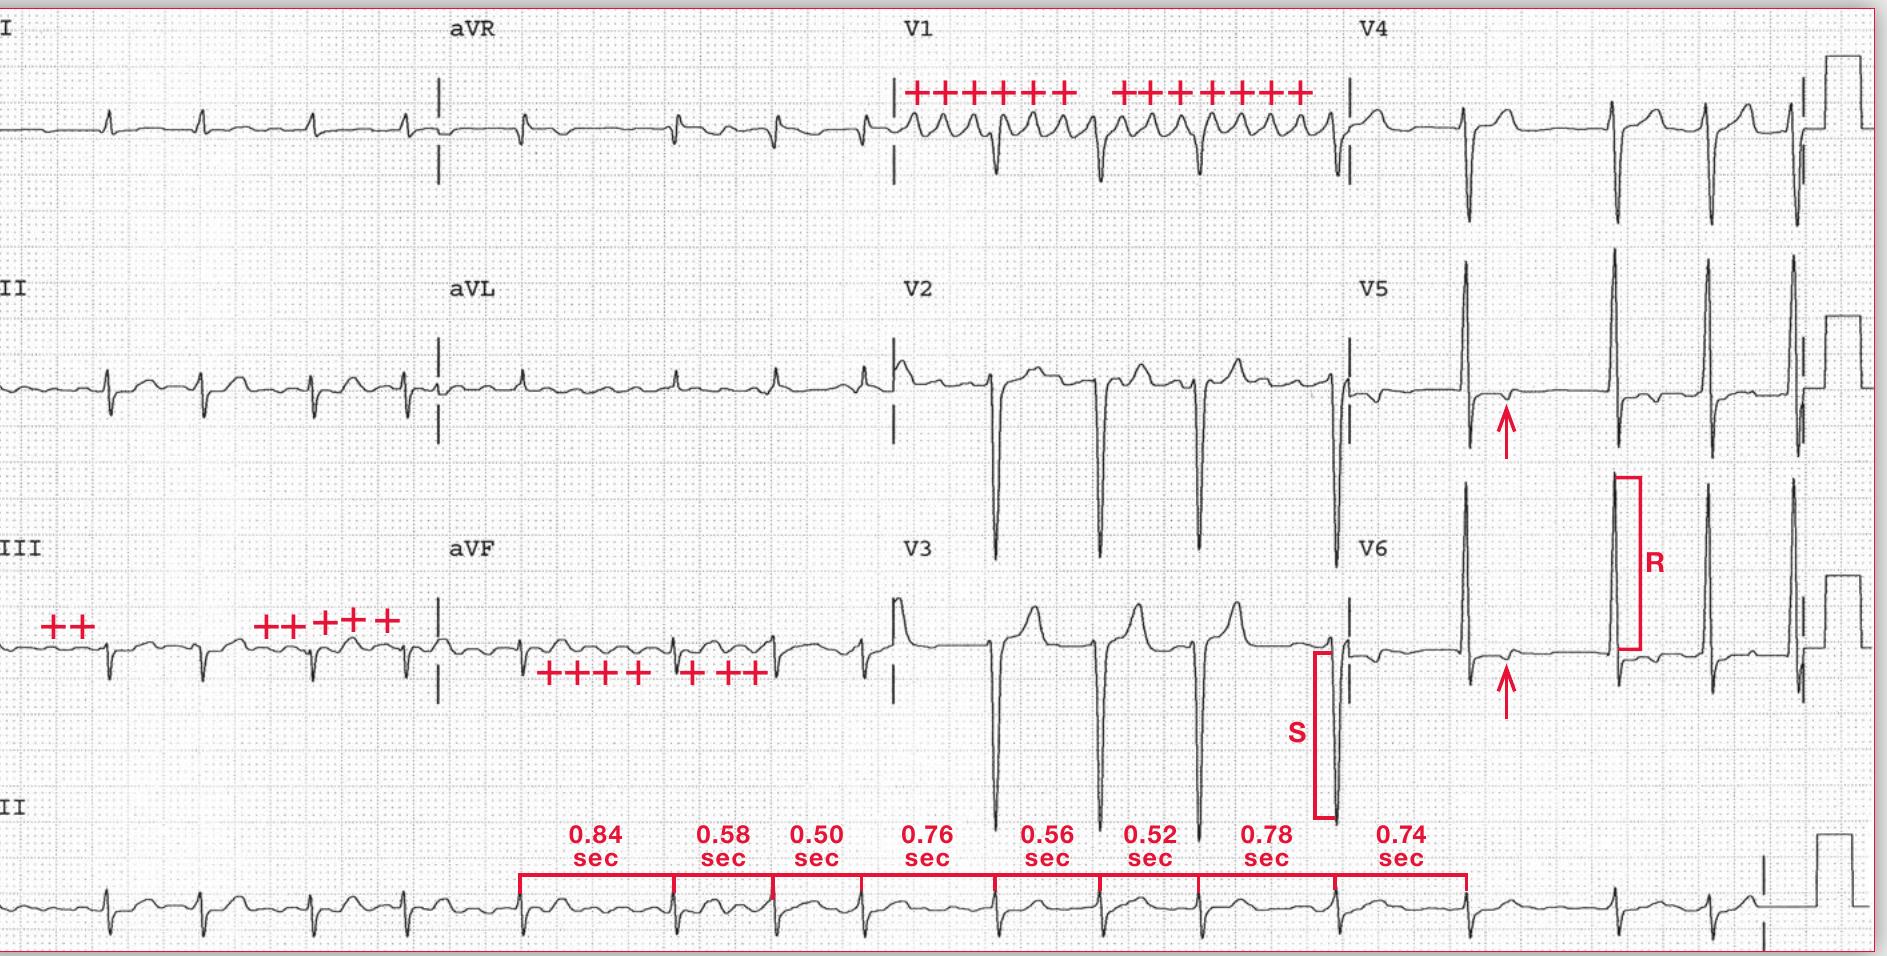 I aVR V1 V4
+ + + + + + + + + + + + +
II aVL V2 V5
III aVF V3 V6
R
+ + + + + + +
+ + + + + + +
S
II
0.84 0.58 0.50 0.76 0.56 0.52 0.78 0.74
sec sec sec sec sec sec sec sec